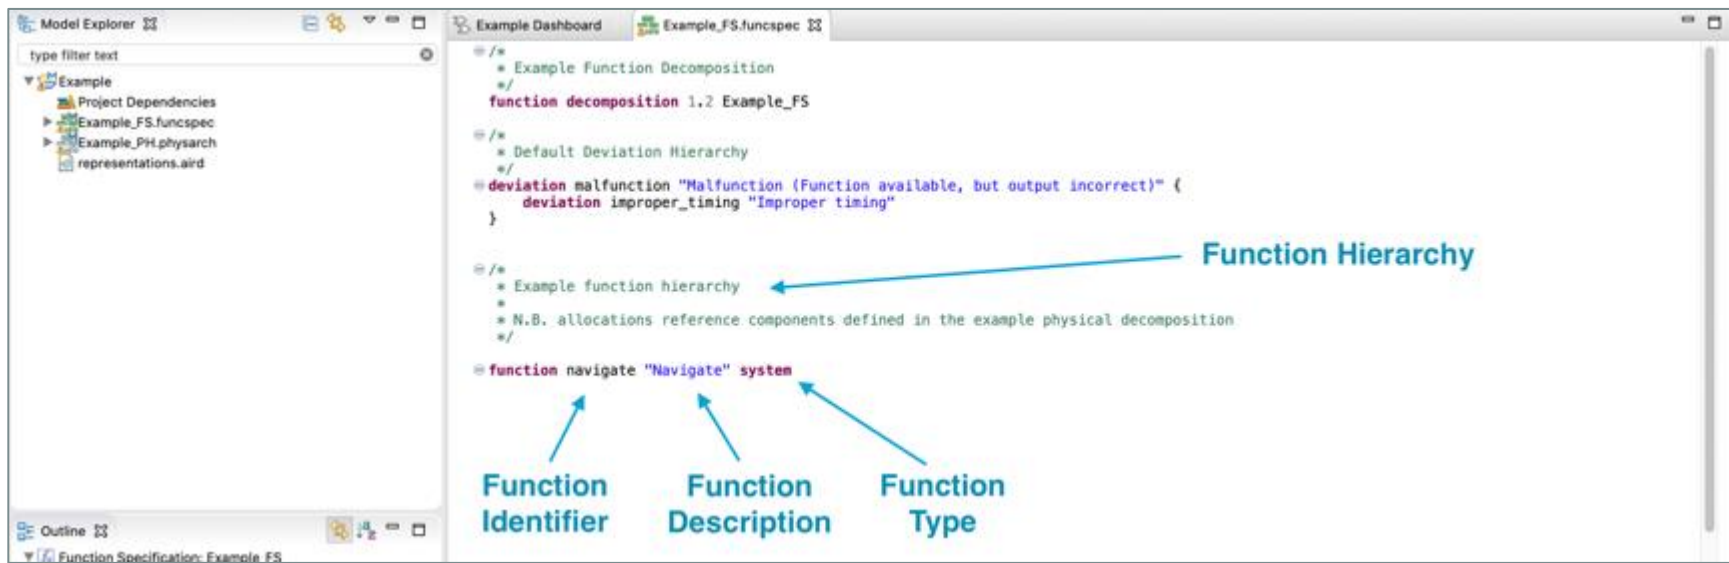 Model Explorer
type filter text
Example
Project Dependencies
Example_FS.funcspec
Example_PH.physarch
representations.aird
Outline
Function Specification: Example_FS
Example Dashboard
Example_FS.funcspec
/*
* Example Function Decomposition
*/
function decomposition 1.2 Example_FS
/*
* Default Deviation Hierarchy
*/
deviation malfunction "Malfunction (Function available, but output incorrect)" {
deviation improper_timing "Improper timing"
}
Function Hierarchy
/*
* Example function hierarchy
*
* N.B. allocations reference components defined in the example physical decomposition
*/
function navigate "Navigate" system
Function Identifier
Function Description
Function Type